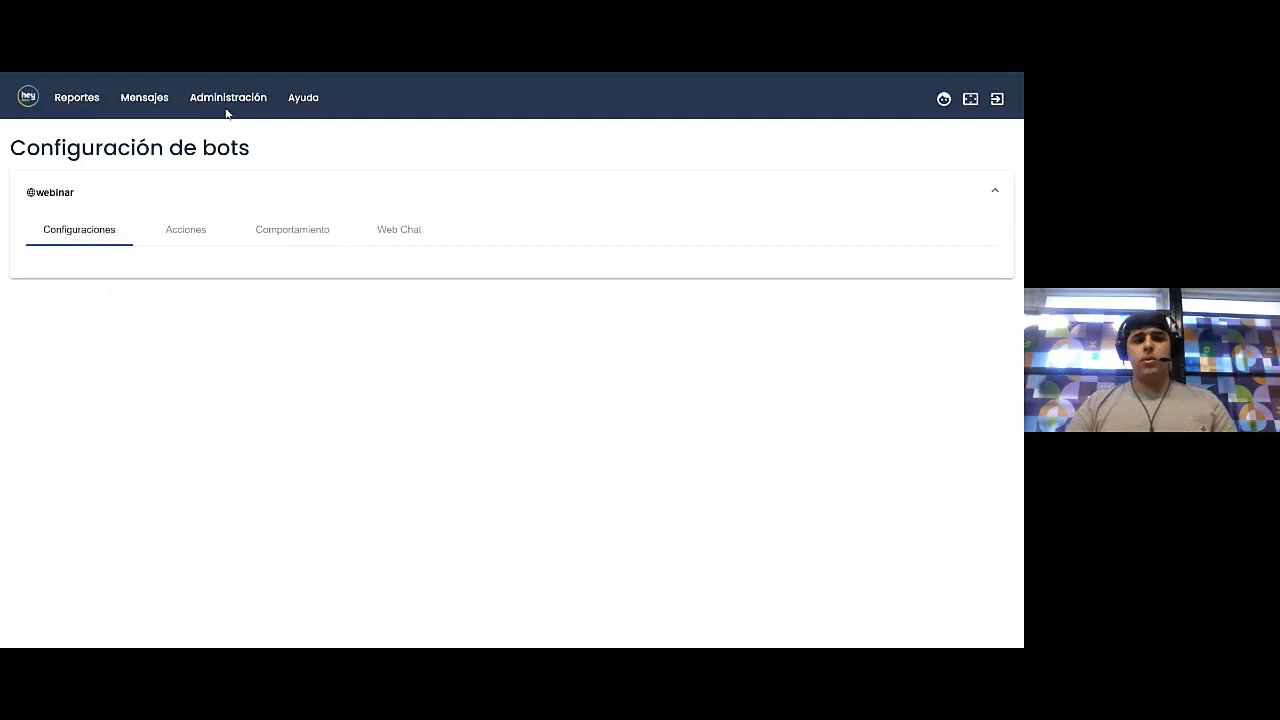 hey
Reportes Mensajes Administración Ayuda
Configuración de bots
webinar
Configuraciones Acciones Comportamiento Web Chat